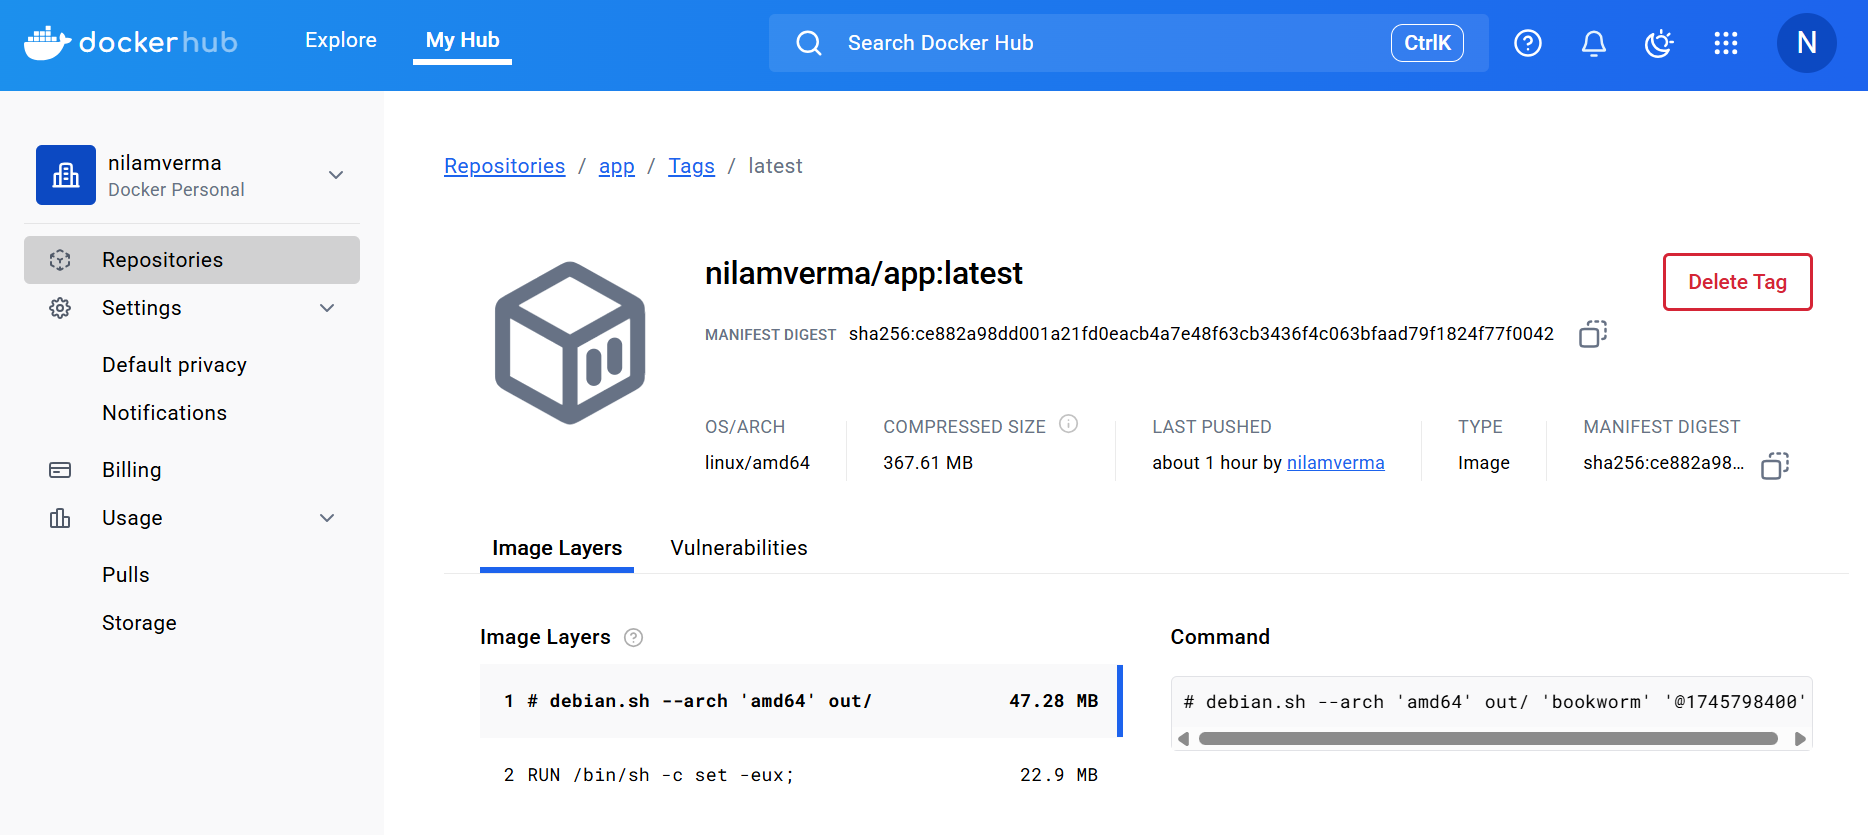 dockerhub
Explore
My Hub
Search Docker Hub
CtrlK
N
nilamverma
Docker Personal
Repositories
Settings
Default privacy
Notifications
Billing
Usage
Pulls
Storage
Repositories / app / Tags / latest
nilamverma/app:latest
Delete Tag
MANIFEST DIGEST sha256:ce882a98dd001a21fd0eacb4a7e48f63cb3436f4c063bfaad79f1824f77f0042
OS/ARCH
linux/amd64
COMPRESSED SIZE
367.61 MB
LAST PUSHED
about 1 hour by nilamverma
TYPE
Image
MANIFEST DIGEST
sha256:ce882a98...
Image Layers
Vulnerabilities
Image Layers
1 # debian.sh --arch 'amd64' out/ 47.28 MB
2 RUN /bin/sh -c set -eux; 22.9 MB
Command
# debian.sh --arch 'amd64' out/ 'bookworm' '@1745798400'